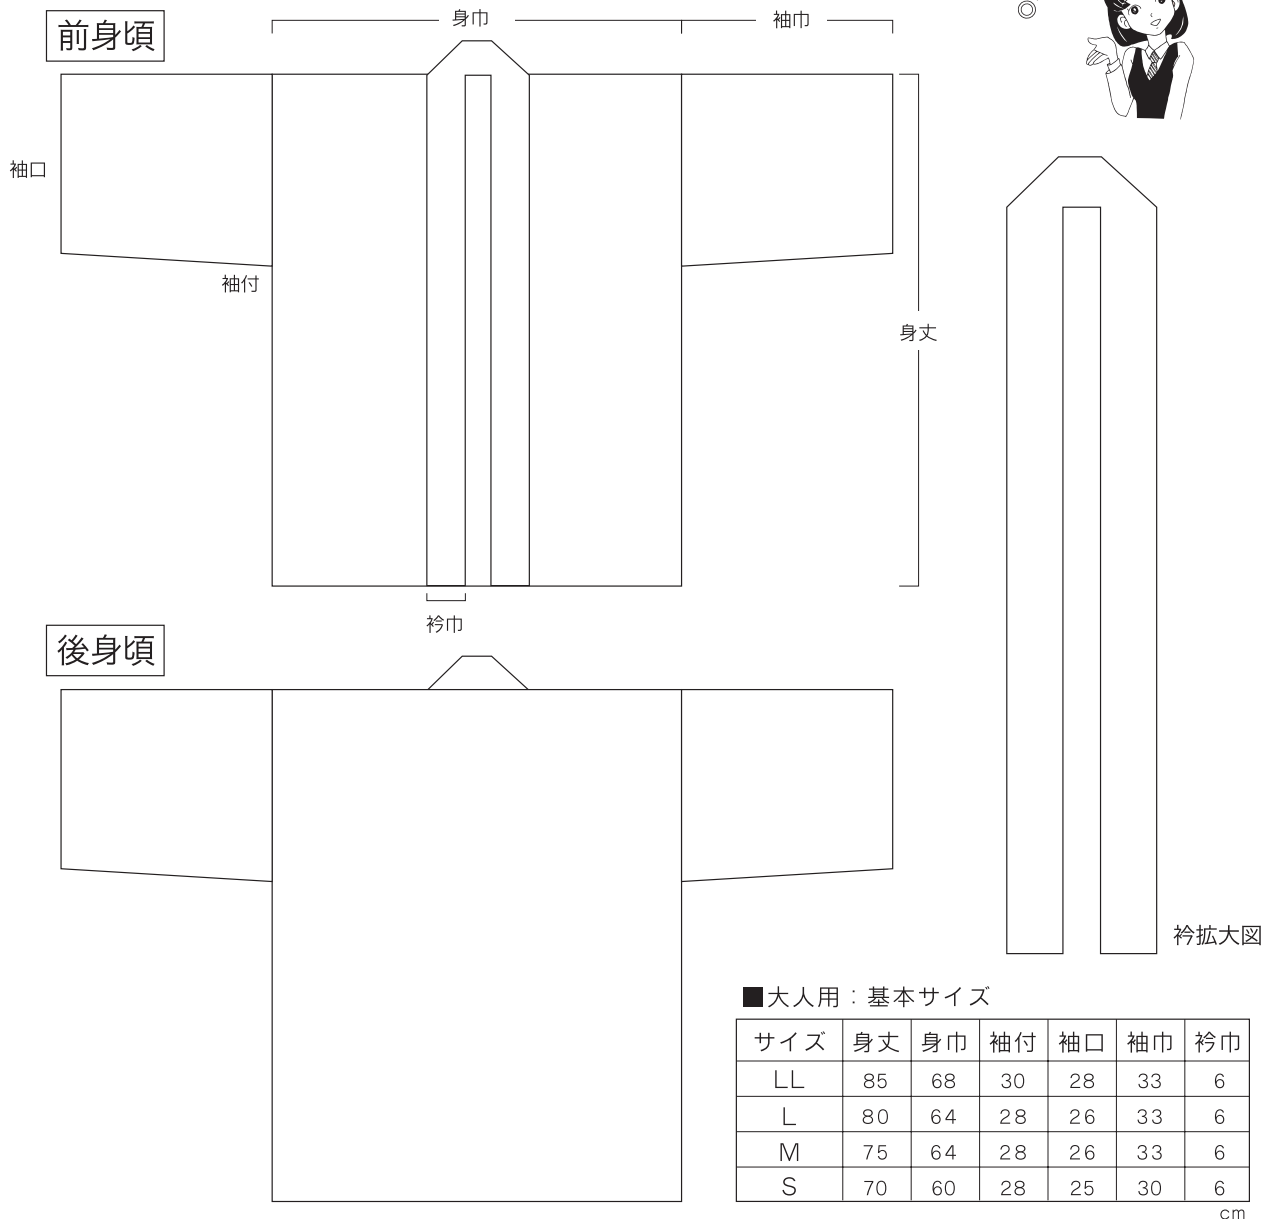 前身頃
身巾
袖巾
◎
袖口
袖付
身丈
衿巾
後身頃
衿拡大図
■大人用：基本サイズ
サイズ 身丈 身巾 袖付 袖口 袖巾 衿巾
LL 85 68 30 28 33 6
L 80 64 28 26 33 6
M 75 64 28 26 33 6
S 70 60 28 25 30 6
cm